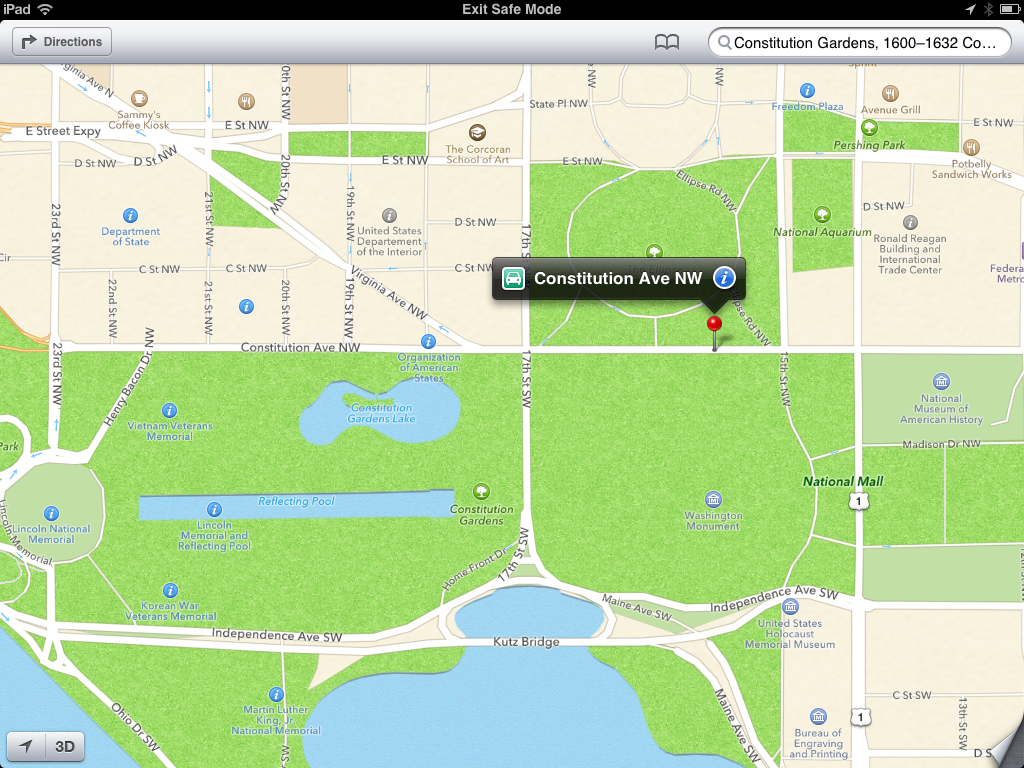 iPad
Exit Safe Mode
Directions
Constitution Gardens, 1600–1632 Co…
Sammy's
Coffee Kiosk
E Street Expy
E St NW
D St NW
D St NW
20th St NW
E St NW
The Corcoran
School of Art
State Pl NW
E St NW
Freedom Plaza
Avenue Grill
Pershing Park
E St NW
Potbelly
Sandwich Works
Ellipse Rd NW
23rd St NW
Department
of State
21st St NW
19th St NW
United States
Departement of
the Interior
D St NW
17th St
National Aquarium
D St NW
Ronald Reagan
Building and
International
Trade Center
Cir
C St NW
C St NW
C St NW
Virginia Ave NW
Constitution Ave NW
Ellipse Rd NW
22nd St NW
21st St NW
20th St NW
19th St NW
Constitution Ave NW
Organization
of American
States
23rd St NW
Henry Bacon Dr NW
Constitution
Gardens Lake
17th St SW
15th St NW
National
Museum of
American History
Vietnam Veterans
Memorial
Park
Madison Dr NW
National Mall
1
Reflecting Pool
Lincoln
Memorial and
Reflecting Pool
Constitution
Gardens
Washington
Monument
Lincoln National
Memorial
Lincoln Memorial
Home Front Dr
17th St SW
Korean War
Veterans Memorial
Independence Ave SW
Maine Ave SW
Independence Ave SW
Kutz Bridge
United States
Holocaust
Memorial Museum
Martin Luther
King, Jr.
National Memorial
Ohio Dr SW
Maine Ave SW
C St SW
13th St SW
1
Bureau of
Engraving
and Printing
D S
3D